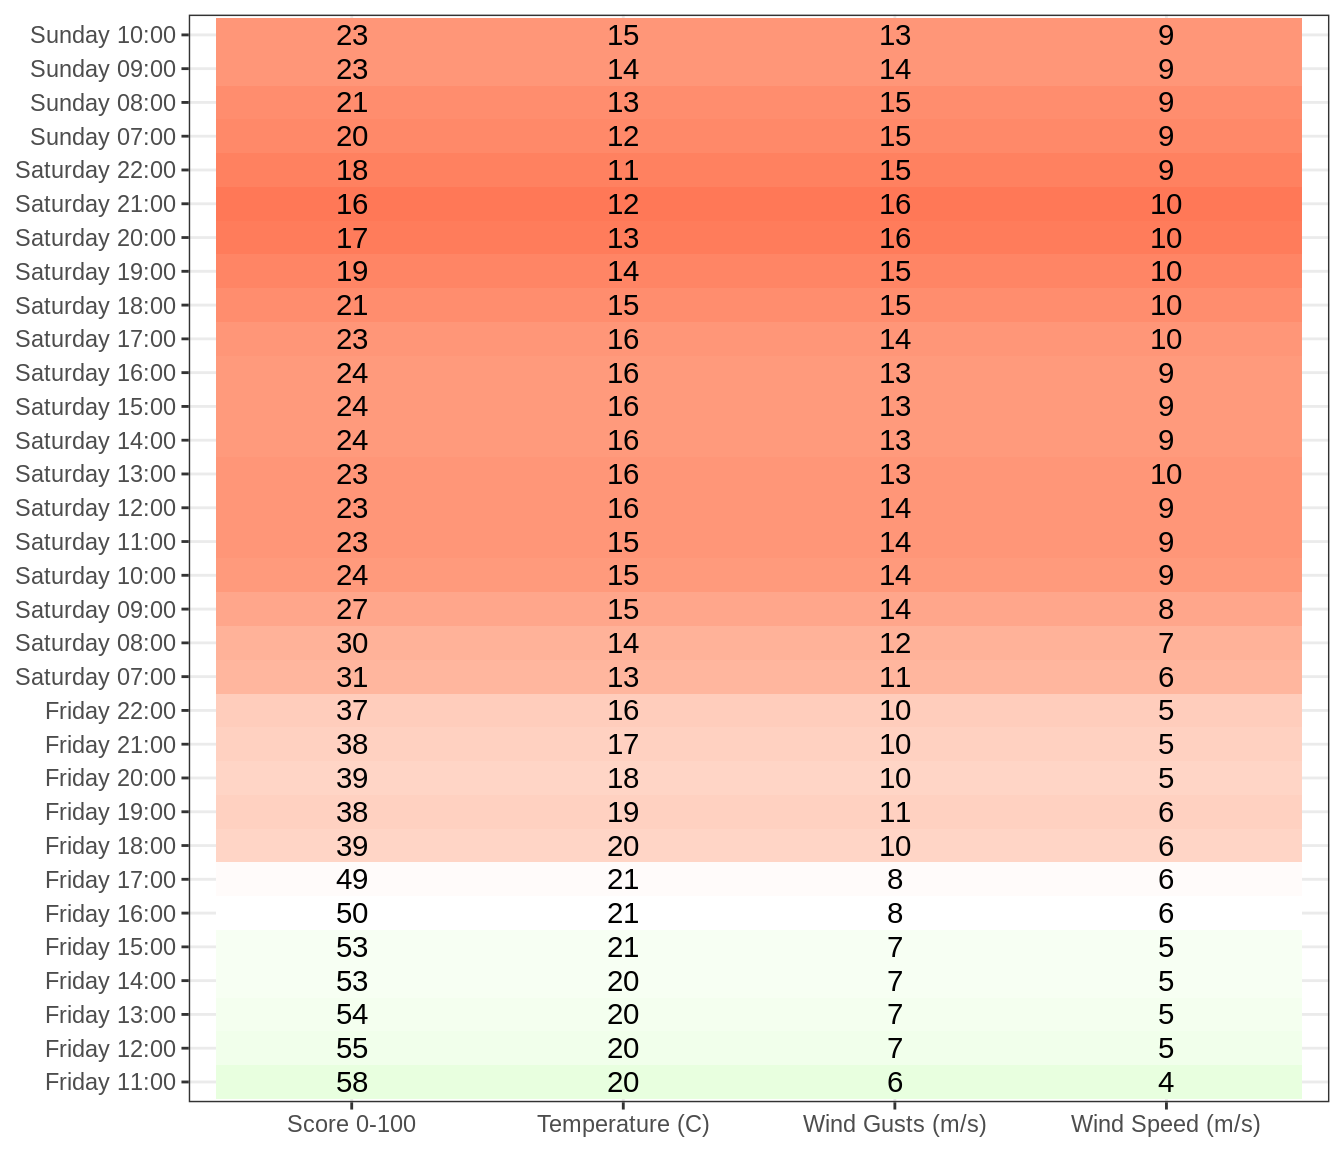 Sunday 10:00 23 15 13 9
Sunday 09:00 23 14 14 9
Sunday 08:00 21 13 15 9
Sunday 07:00 20 12 15 9
Saturday 22:00 18 11 15 9
Saturday 21:00 16 12 16 10
Saturday 20:00 17 13 16 10
Saturday 19:00 19 14 15 10
Saturday 18:00 21 15 15 10
Saturday 17:00 23 16 14 10
Saturday 16:00 24 16 13 9
Saturday 15:00 24 16 13 9
Saturday 14:00 24 16 13 9
Saturday 13:00 23 16 13 10
Saturday 12:00 23 16 14 9
Saturday 11:00 23 15 14 9
Saturday 10:00 24 15 14 9
Saturday 09:00 27 15 14 8
Saturday 08:00 30 14 12 7
Saturday 07:00 31 13 11 6
Friday 22:00 37 16 10 5
Friday 21:00 38 17 10 5
Friday 20:00 39 18 10 5
Friday 19:00 38 19 11 6
Friday 18:00 39 20 10 6
Friday 17:00 49 21 8 6
Friday 16:00 50 21 8 6
Friday 15:00 53 21 7 5
Friday 14:00 53 20 7 5
Friday 13:00 54 20 7 5
Friday 12:00 55 20 7 5
Friday 11:00 58 20 6 4
Score 0-100 Temperature (C) Wind Gusts (m/s) Wind Speed (m/s)